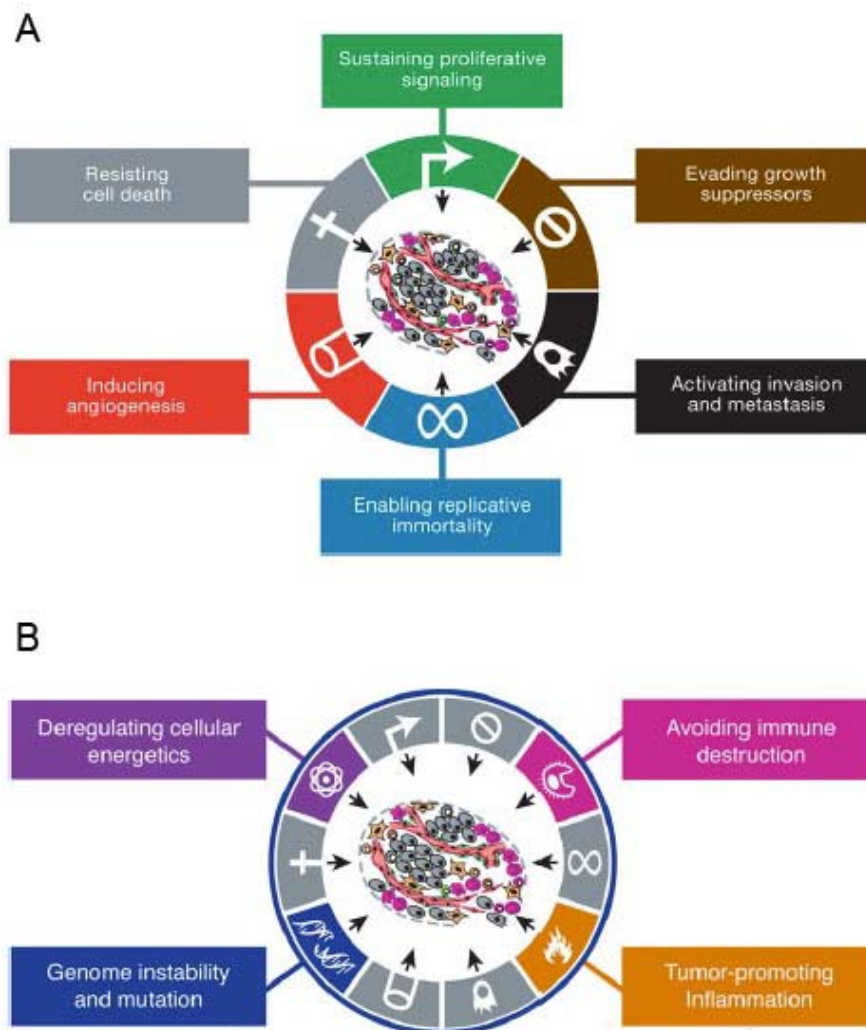 A
Sustaining proliferative
signaling
Resisting
cell death
Evading growth
suppressors
Inducing
angiogenesis
Activating invasion
and metastasis
Enabling replicative
immortality
B
Deregulating cellular
energetics
Avoiding immune
destruction
Genome instability
and mutation
Tumor-promoting
Inflammation